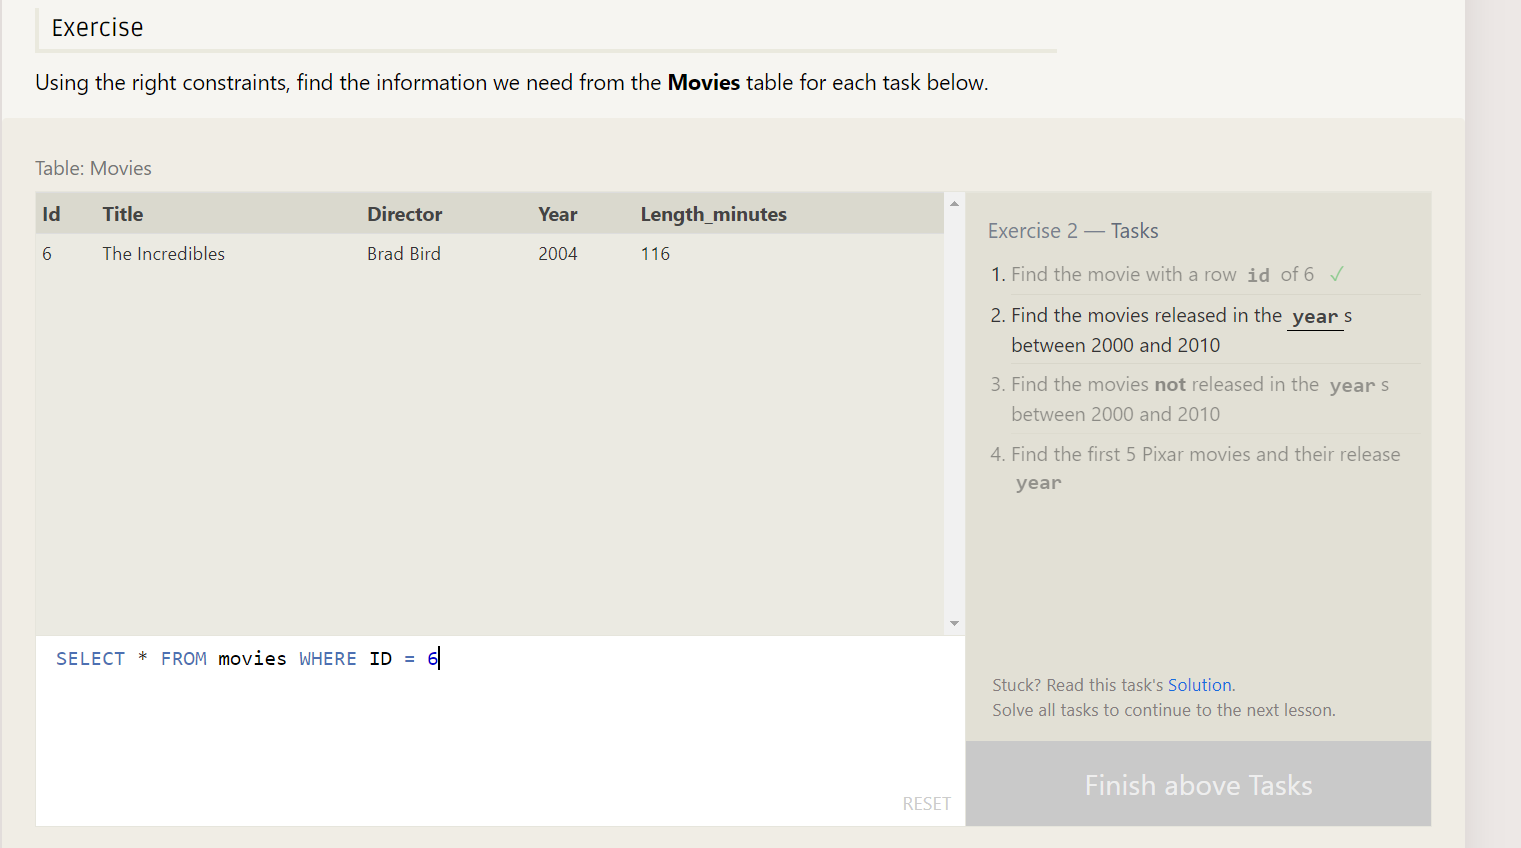 Exercise
Using the right constraints, find the information we need from the Movies table for each task below.
Table: Movies
Id Title Director Year Length_minutes
6 The Incredibles Brad Bird 2004 116
SELECT * FROM movies WHERE ID = 6
RESET
Exercise 2 — Tasks
1. Find the movie with a row id of 6 ✓
2. Find the movies released in the year s
between 2000 and 2010
3. Find the movies not released in the year s
between 2000 and 2010
4. Find the first 5 Pixar movies and their release
year
Stuck? Read this task's Solution.
Solve all tasks to continue to the next lesson.
Finish above Tasks